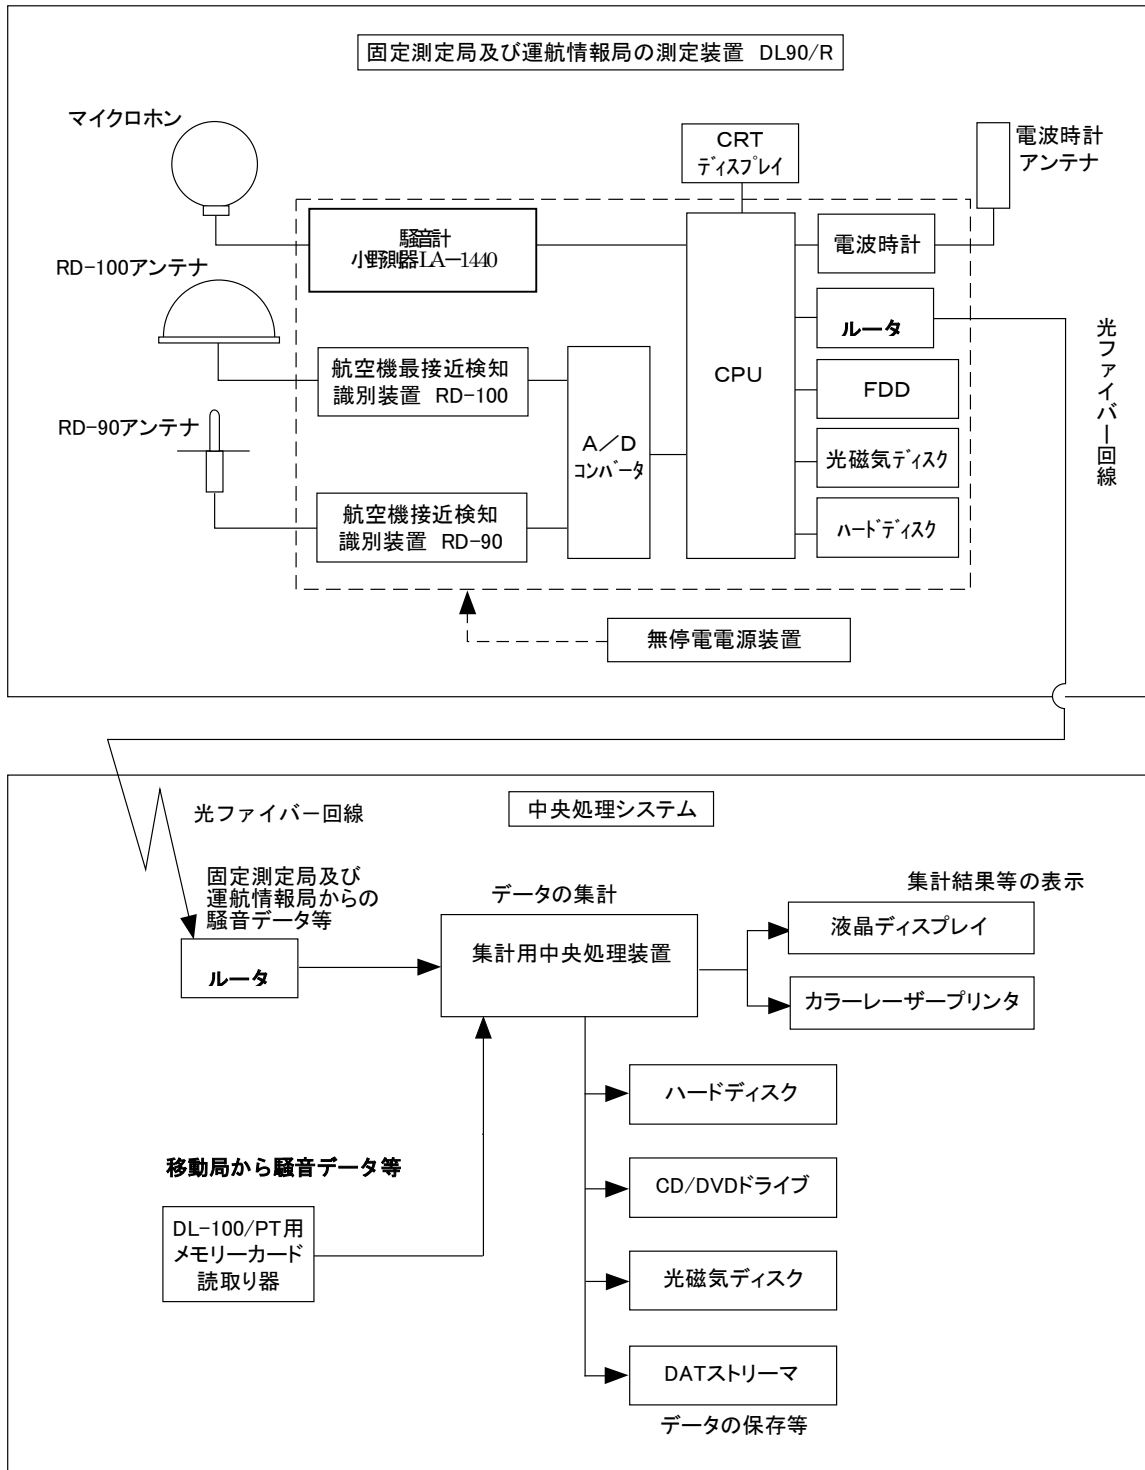 固定測定局及び運航情報局の測定装置 DL90/R
マイクロホン
CRT
ディスプレイ
電波時計
アンテナ
騒音計
小野測器LA-1440
電波時計
RD-100アンテナ
ルータ
航空機最接近検知
識別装置 RD-100
CPU
FDD
RD-90アンテナ
A/D
コンバータ
光磁気ディスク
航空機接近検知
識別装置 RD-90
ハードディスク
光ファイバー回線
無停電電源装置
中央処理システム
光ファイバー回線
固定測定局及び
運航情報局からの
騒音データ等
データの集計
集計結果等の表示
ルータ
集計用中央処理装置
液晶ディスプレイ
カラーレーザープリンタ
ハードディスク
移動局から騒音データ等
CD/DVDドライブ
DL-100/PT用
メモリーカード
読取り器
光磁気ディスク
DATストリーマ
データの保存等